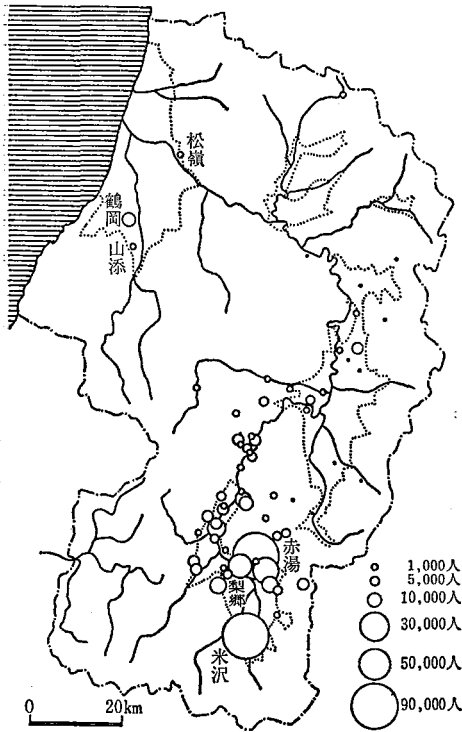 松嶺
鶴岡
山添
赤湯
梨郷
米沢
1,000人
5,000人
10,000人
30,000人
50,000人
90,000人
0 20km